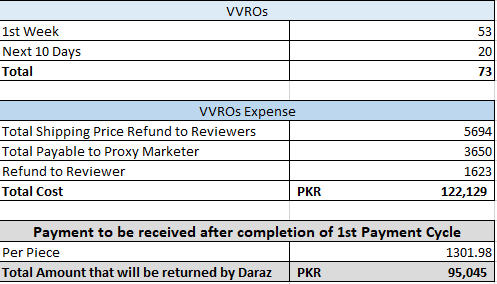 VVROs
1st Week 53
Next 10 Days 20
Total 73
VVROs Expense
Total Shipping Price Refund to Reviewers 5694
Total Payable to Proxy Marketer 3650
Refund to Reviewer 1623
Total Cost PKR 122,129
Payment to be received after completion of 1st Payment Cycle
Per Piece 1301.98
Total Amount that will be returned by Daraz PKR 95,045